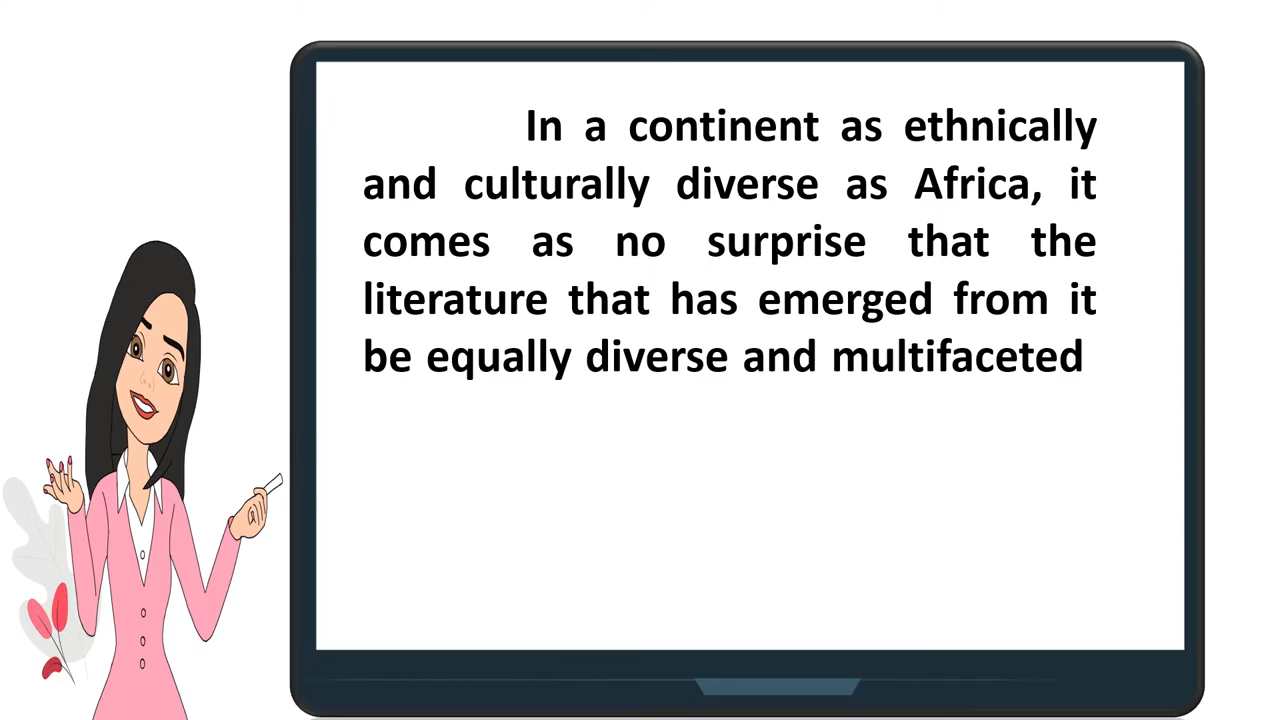 In a continent as ethnically
and culturally diverse as Africa, it
comes as no surprise that the
literature that has emerged from it
be equally diverse and multifaceted